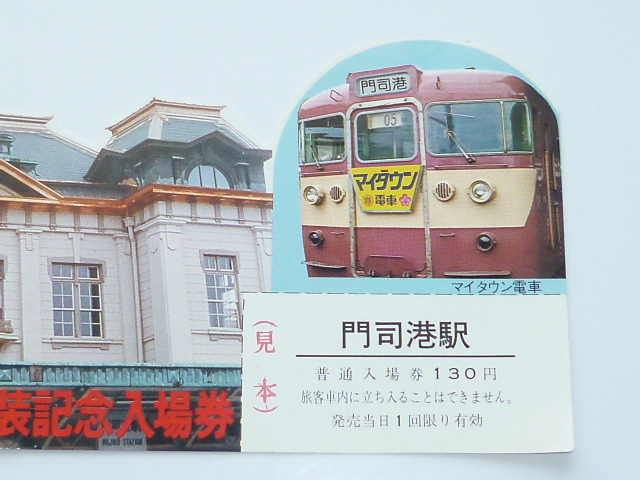 門司港
05
マイタウン
電車
マイタウン電車
(見本)
門司港駅
普通入場券130円
旅客車内に立ち入ることはできません。
発売当日1回限り有効
装記念入場券
MOJIKO STATION